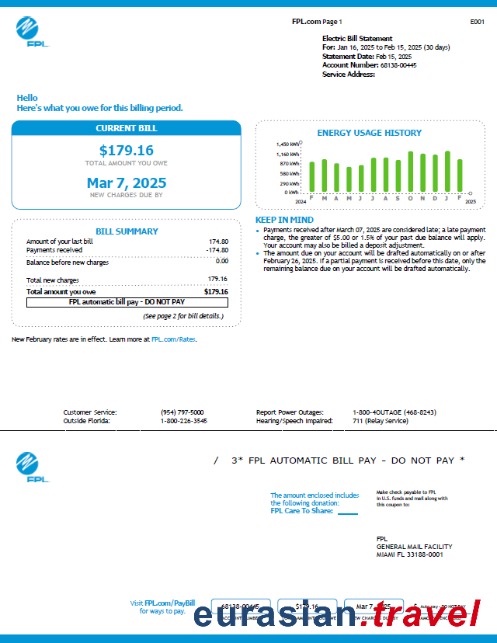 FPL.com Page 1
E001
FPL
Electric Bill Statement
For: Jan 16, 2025 to Feb 15, 2025 (30 days)
Statement Date: Feb 15, 2025
Account Number: 68138-00445
Service Address:
Hello
Here's what you owe for this billing period.
CURRENT BILL
$179.16
TOTAL AMOUNT YOU OWE
Mar 7, 2025
NEW CHARGES DUE BY
ENERGY USAGE HISTORY
1,450 kWh
1,160 kWh
870 kWh
580 kWh
290 kWh
0 kWh
F M A M J J A S O N D J F
2024
2025
BILL SUMMARY
Amount of your last bill 174.80
Payments received -174.80
Balance before new charges 0.00
Total new charges 179.16
Total amount you owe $179.16
FPL automatic bill pay - DO NOT PAY
(See page 2 for bill details.)
KEEP IN MIND
• Payments received after March 07, 2025 are considered late; a late payment
charge, the greater of $5.00 or 1.5% of your past due balance will apply.
Your account may also be billed a deposit adjustment.
• The amount due on your account will be drafted automatically on or after
February 26, 2025. If a partial payment is received before this date, only the
remaining balance due on your account will be drafted automatically.
New February rates are in effect. Learn more at FPL.com/Rates.
Customer Service: (954) 797-5000
Outside Florida: 1-800-226-3545
Report Power Outages: 1-800-4OUTAGE (468-8243)
Hearing/Speech Impaired: 711 (Relay Service)
FPL
/ 3* FPL AUTOMATIC BILL PAY - DO NOT PAY *
The amount enclosed includes
the following donation:
FPL Care To Share:
Make check payable to FPL
in U.S. funds and mail along with
this coupon to:
FPL
GENERAL MAIL FACILITY
MIAMI FL 33188-0001
Visit FPL.com/PayBill
for ways to pay.
68138-00445
$179.16
Mar 7, 2025
eurasian.travel